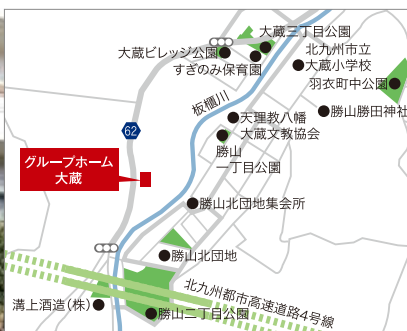 大蔵三丁目公園
大蔵ビレッジ公園
すぎのみ保育園
北九州市立
大蔵小学校
羽衣町中公園
板櫃川
天理教八幡
大蔵文教協会
勝山勝田神社
62
勝山
一丁目公園
グループホーム
大蔵
勝山北団地集会所
勝山北団地
北九州都市高速道路4号線
溝上酒造(株)
勝山二丁目公園